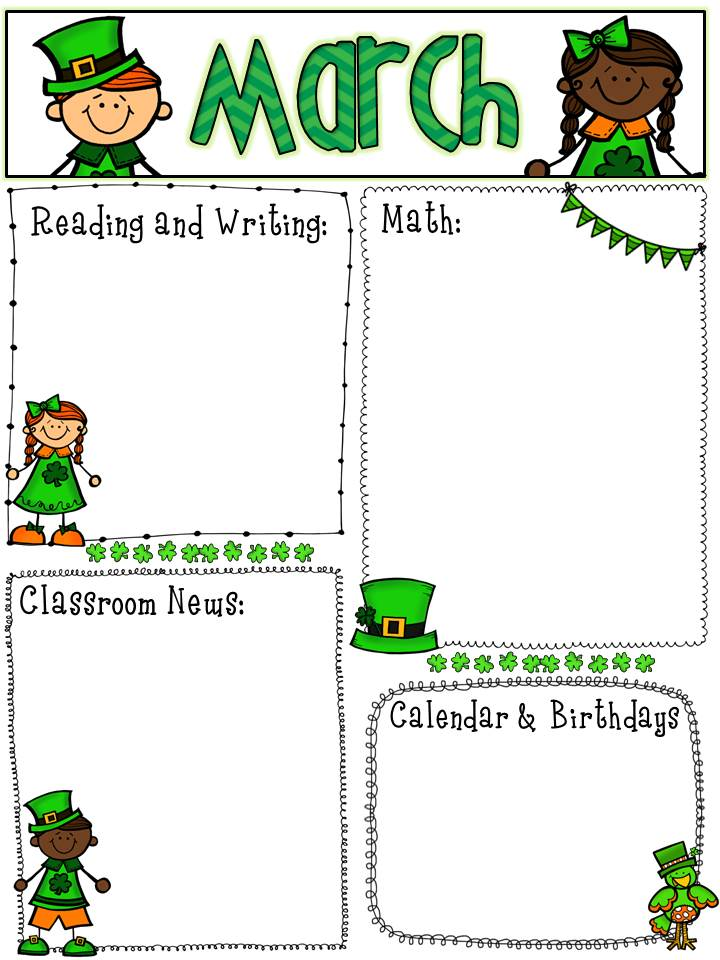 March
Reading and Writing:
Math:
Classroom News:
Calendar & Birthdays